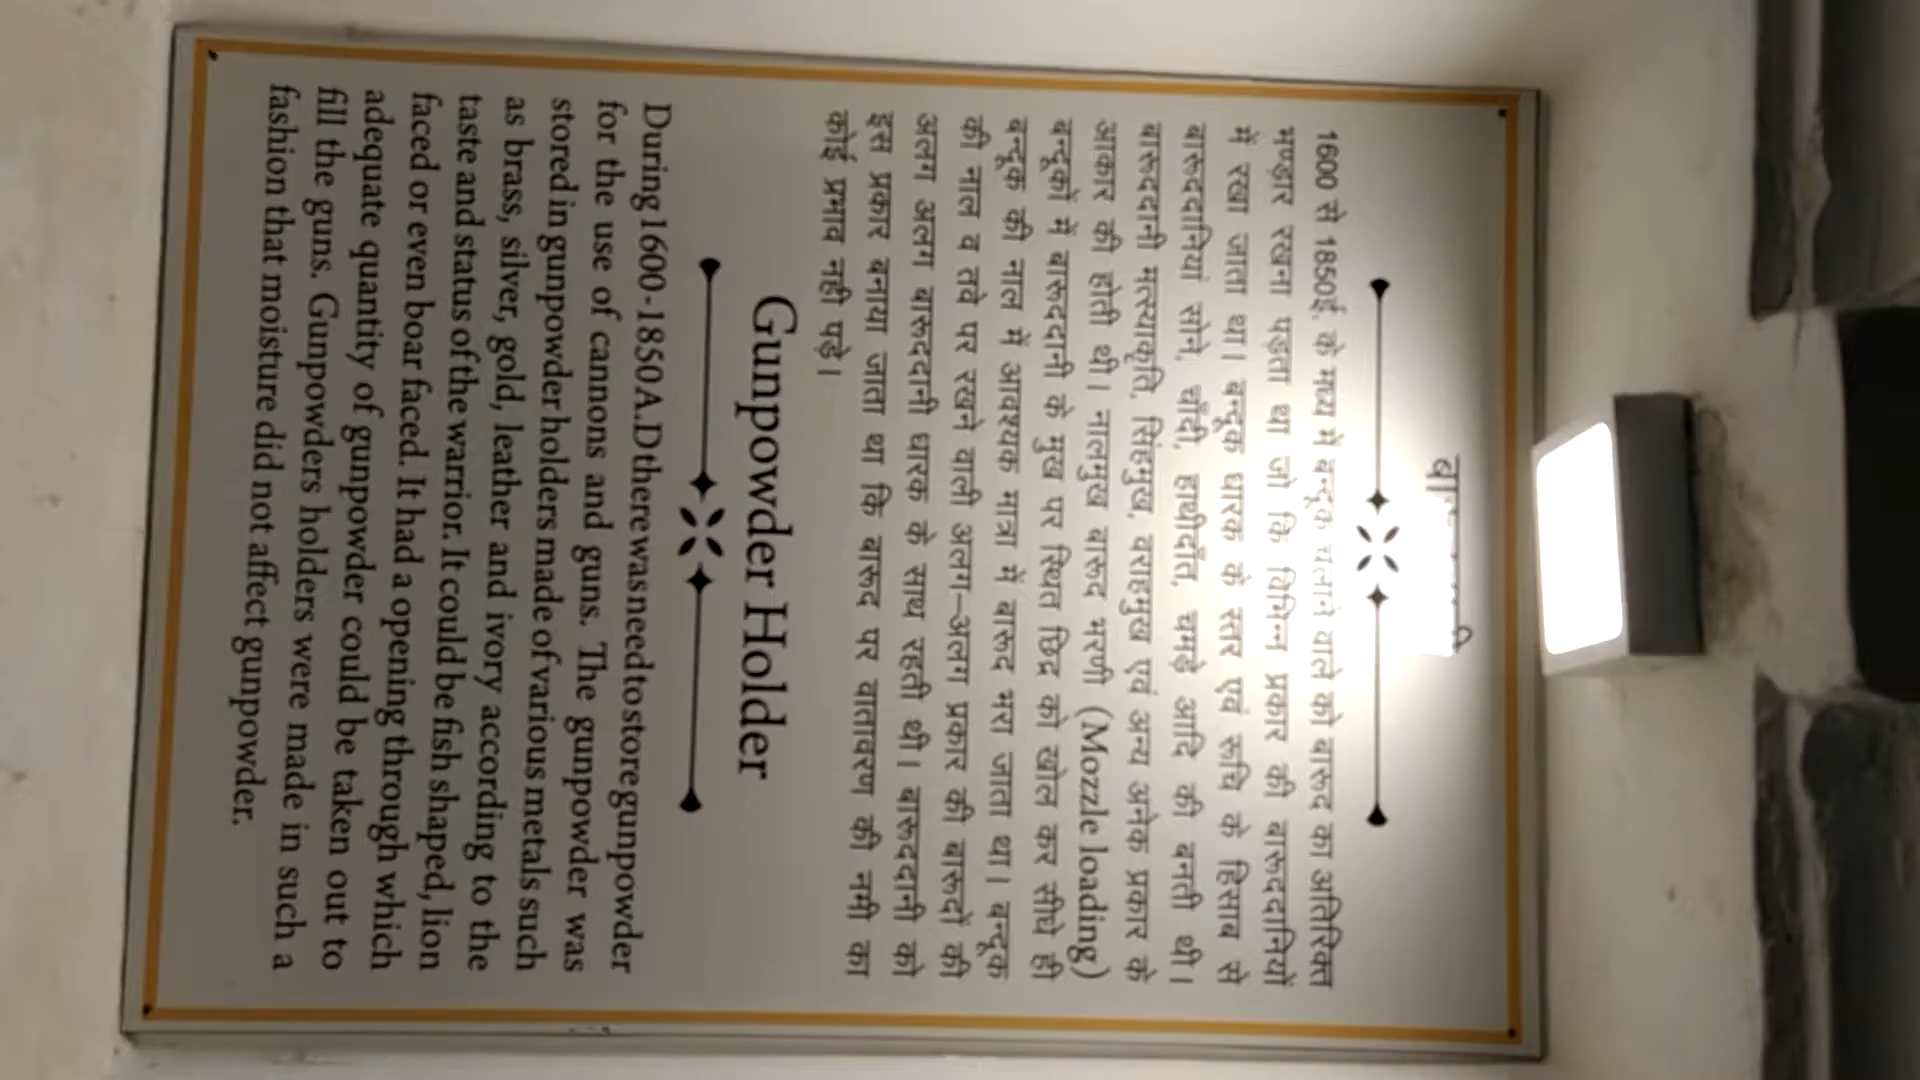 1600 से 1850ई. के मध्य में बन्दूक चलाने वाले को बारूद का अतिरिक्त
भण्डार रखना पड़ता था जो कि विभिन्न प्रकार की बारूददानियों
में रखा जाता था। बन्दूक धारक के स्तर एवं रूचि के हिसाब से
बारूददानियां सोने, चाँदी, हाथीदाँत, चमड़े आदि की बनती थी।
बारूददानी मत्स्याकृति, सिंहमुख, वराहमुख एवं अन्य अनेक प्रकार के
आकार की होती थी। नालमुख बारूद भरणी (Mozzle loading)
बन्दूकों में बारूददानी के मुख पर स्थित छिद्र को खोल कर सीधे ही
बन्दूक की नाल में आवश्यक मात्रा में बारूद भरा जाता था। बन्दूक
की नाल व तवे पर रखने वाली अलग–अलग प्रकार की बारूदों की
अलग अलग बारूददानी धारक के साथ रहती थी। बारूददानी को
इस प्रकार बनाया जाता था कि बारूद पर वातावरण की नमी का
कोई प्रभाव नही पड़े।
Gunpowder Holder
During 1600-1850 A.D there was need to store gunpowder
for the use of cannons and guns. The gunpowder was
stored in gunpowder holders made of various metals such
as brass, silver, gold, leather and ivory according to the
taste and status of the warrior. It could be fish shaped, lion
faced or even boar faced. It had a opening through which
adequate quantity of gunpowder could be taken out to
fill the guns. Gunpowders holders were made in such a
fashion that moisture did not affect gunpowder.